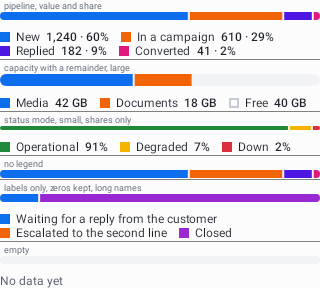 pipeline, value and share
New 1,240 · 60% In a campaign 610 · 29%
Replied 182 · 9% Converted 41 · 2%
capacity with a remainder, large
Media 42 GB Documents 18 GB Free 40 GB
status mode, small, shares only
Operational 91% Degraded 7% Down 2%
no legend
labels only, zeros kept, long names
Waiting for a reply from the customer
Escalated to the second line Closed
empty
No data yet